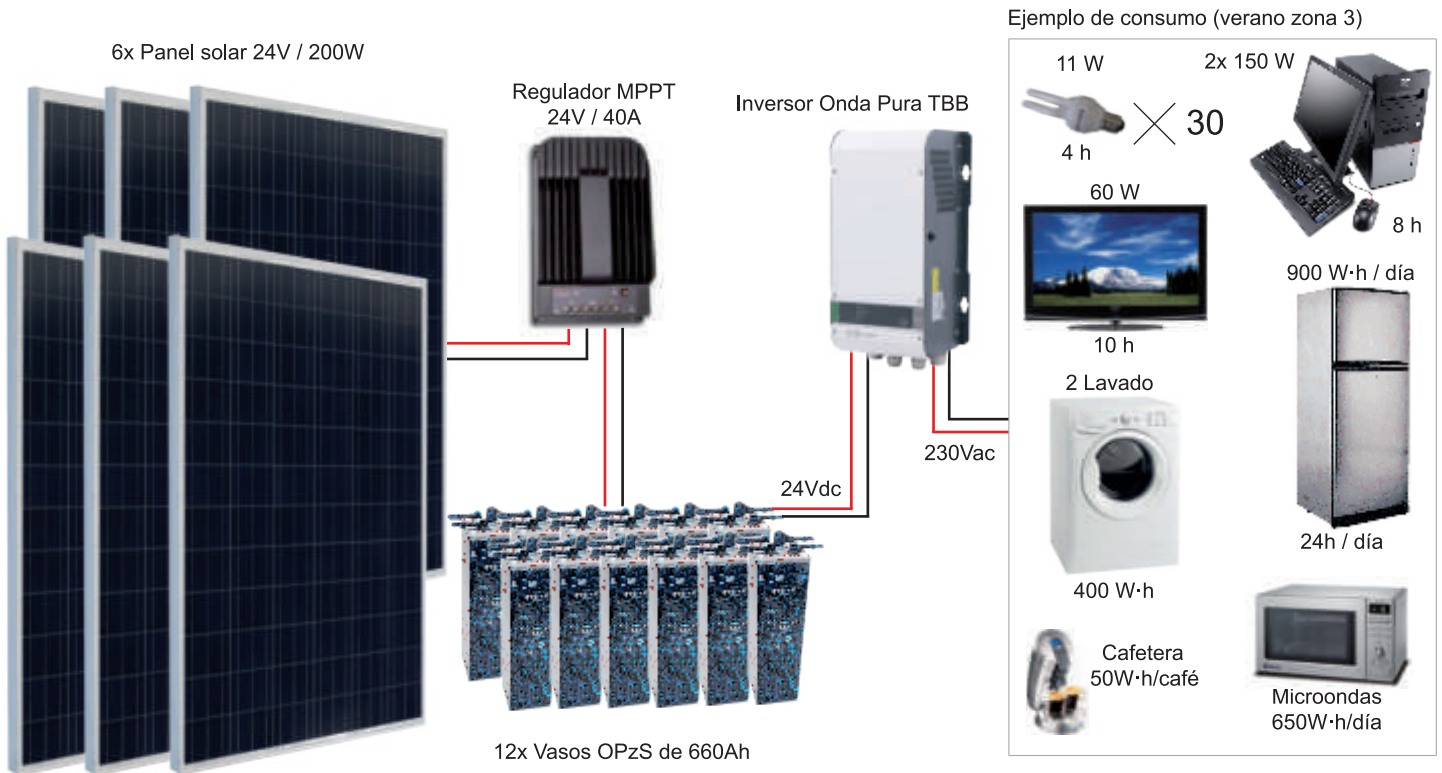 6x Panel solar 24V / 200W
Regulador MPPT
24V / 40A
Inversor Onda Pura TBB
24Vdc
230Vac
12x Vasos OPzS de 660Ah
Ejemplo de consumo (verano zona 3)
11 W
30
4 h
2x 150 W
8 h
60 W
10 h
900 W·h / día
24h / día
2 Lavado
400 W·h
Cafetera
50W·h/café
Microondas
650W·h/día